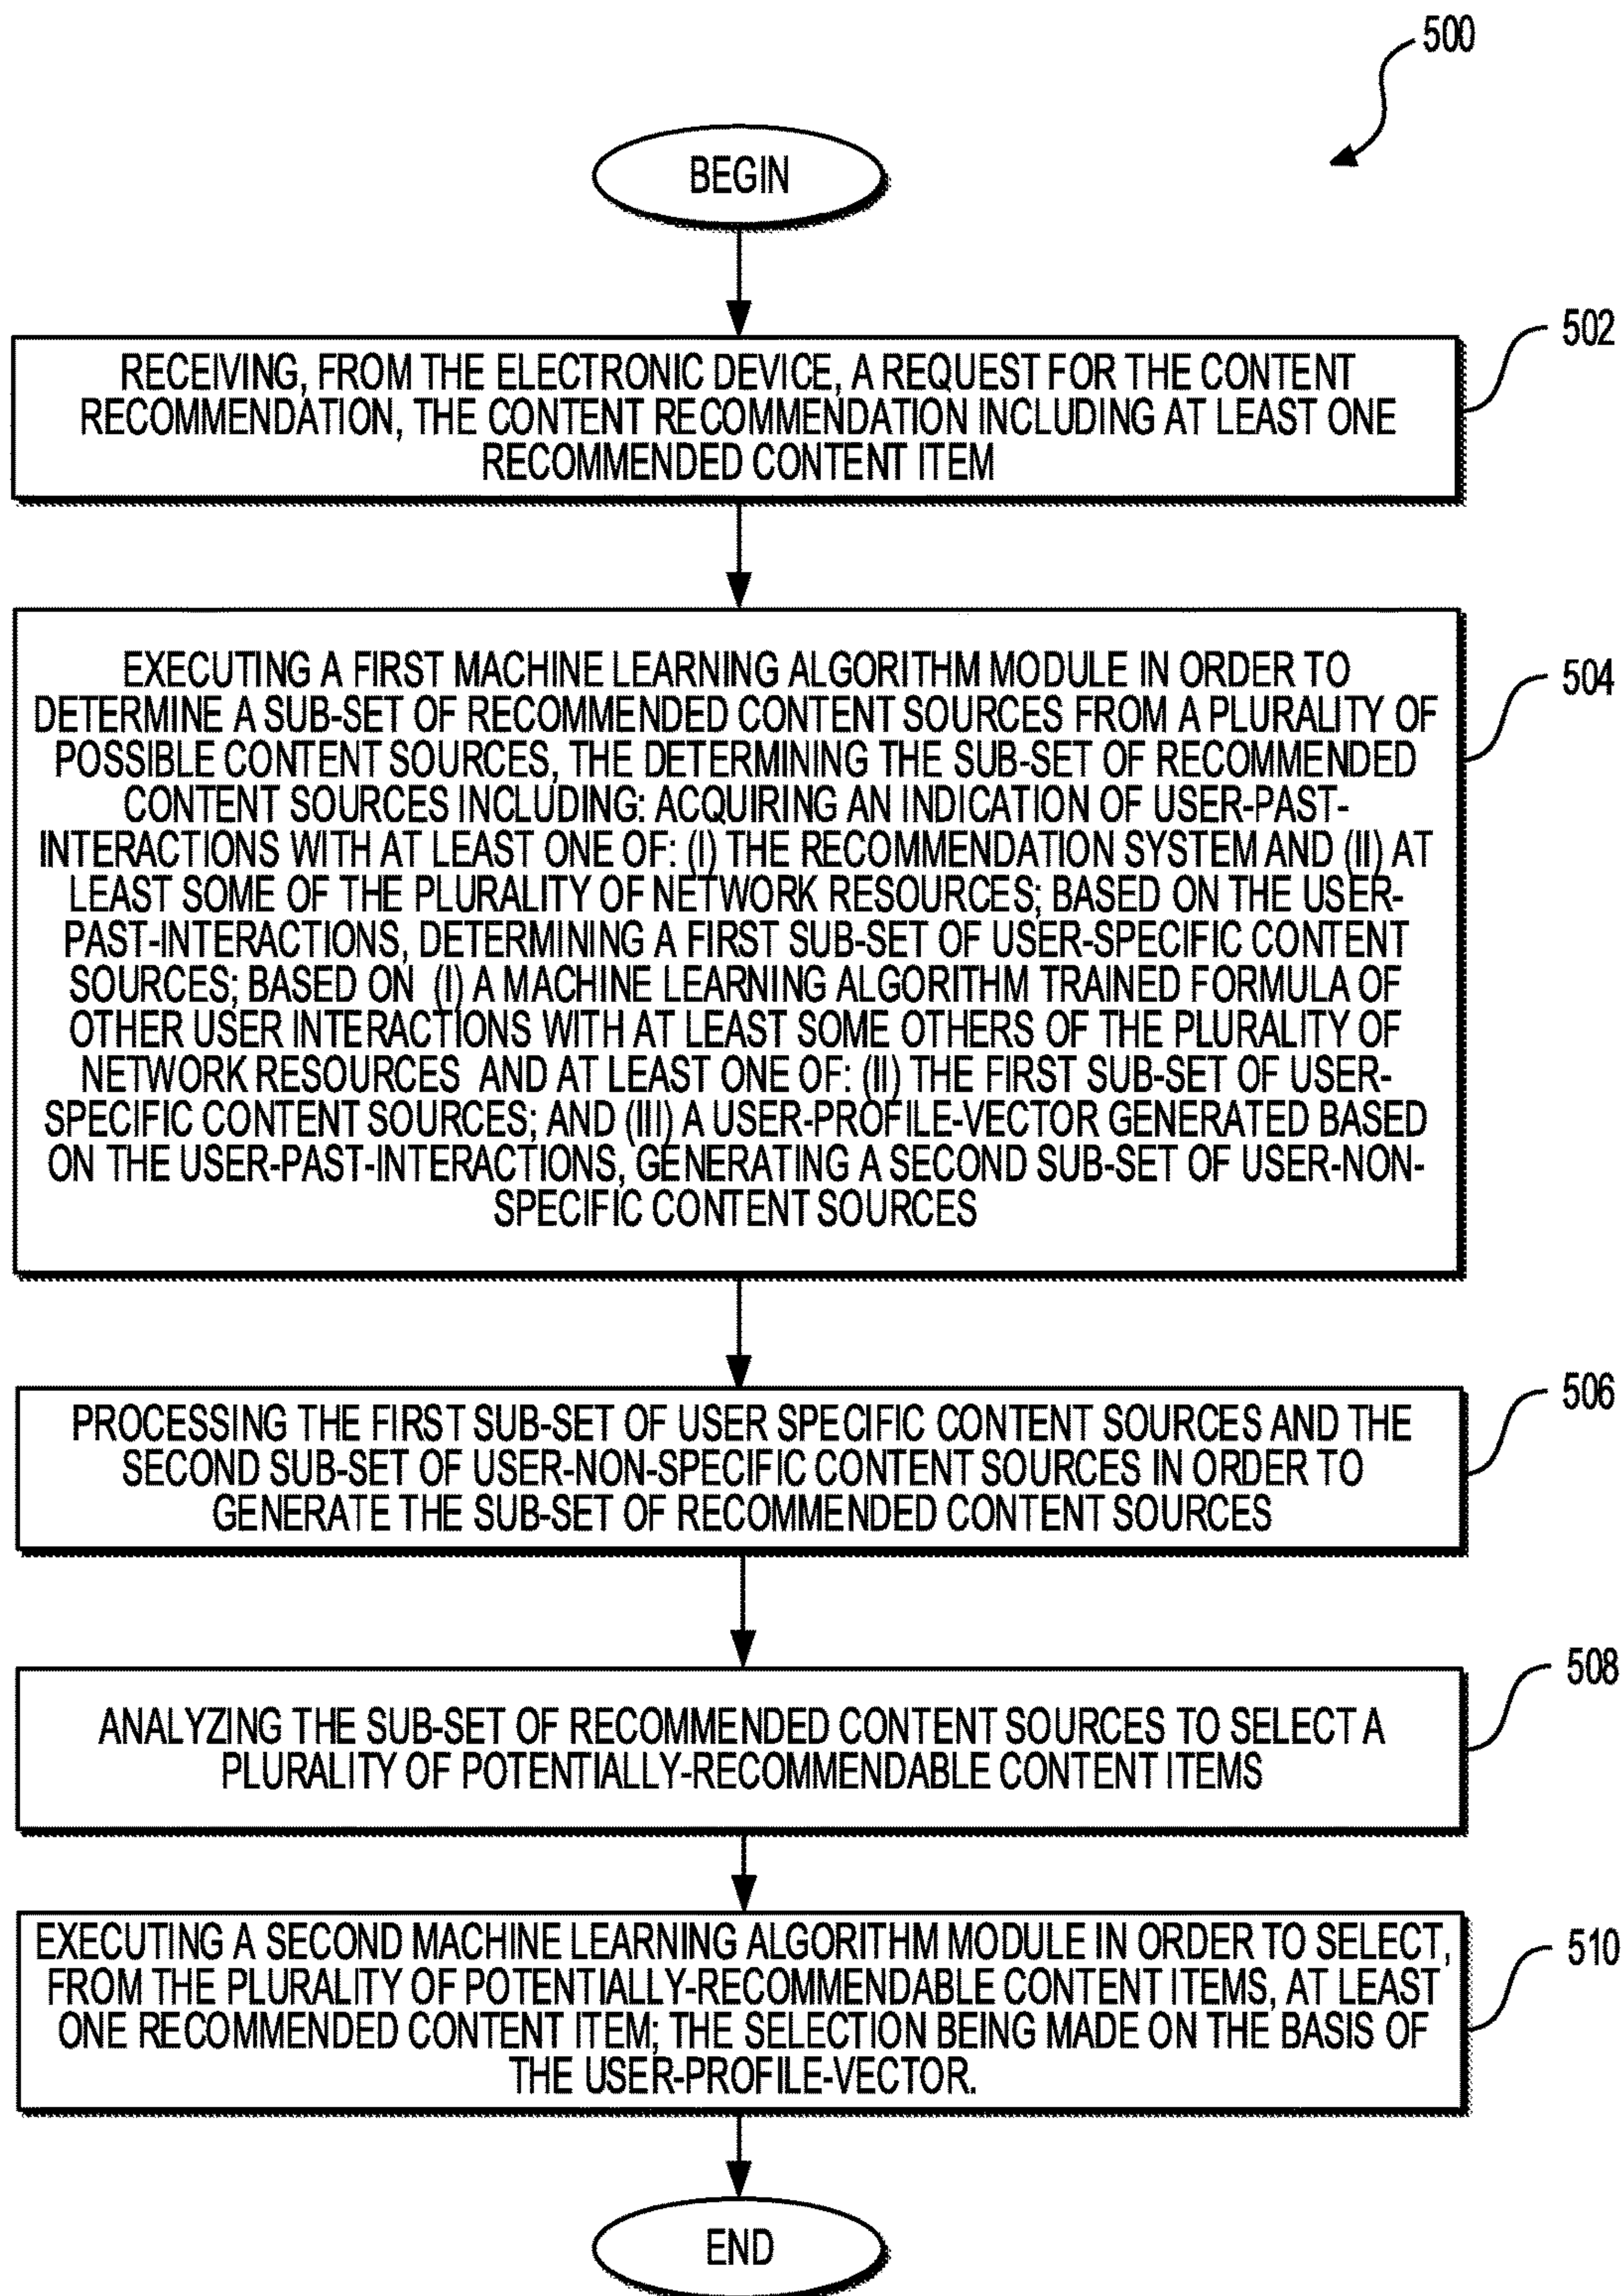 500
BEGIN
502
RECEIVING, FROM THE ELECTRONIC DEVICE, A REQUEST FOR THE CONTENT
RECOMMENDATION, THE CONTENT RECOMMENDATION INCLUDING AT LEAST ONE
RECOMMENDED CONTENT ITEM
504
EXECUTING A FIRST MACHINE LEARNING ALGORITHM MODULE IN ORDER TO
DETERMINE A SUB-SET OF RECOMMENDED CONTENT SOURCES FROM A PLURALITY OF
POSSIBLE CONTENT SOURCES, THE DETERMINING THE SUB-SET OF RECOMMENDED
CONTENT SOURCES INCLUDING: ACQUIRING AN INDICATION OF USER-PAST-
INTERACTIONS WITH AT LEAST ONE OF: (I) THE RECOMMENDATION SYSTEM AND (II) AT
LEAST SOME OF THE PLURALITY OF NETWORK RESOURCES; BASED ON THE USER-
PAST-INTERACTIONS, DETERMINING A FIRST SUB-SET OF USER-SPECIFIC CONTENT
SOURCES; BASED ON (I) A MACHINE LEARNING ALGORITHM TRAINED FORMULA OF
OTHER USER INTERACTIONS WITH AT LEAST SOME OTHERS OF THE PLURALITY OF
NETWORK RESOURCES AND AT LEAST ONE OF: (II) THE FIRST SUB-SET OF USER-
SPECIFIC CONTENT SOURCES; AND (III) A USER-PROFILE-VECTOR GENERATED BASED
ON THE USER-PAST-INTERACTIONS, GENERATING A SECOND SUB-SET OF USER-NON-
SPECIFIC CONTENT SOURCES
506
PROCESSING THE FIRST SUB-SET OF USER SPECIFIC CONTENT SOURCES AND THE
SECOND SUB-SET OF USER-NON-SPECIFIC CONTENT SOURCES IN ORDER TO
GENERATE THE SUB-SET OF RECOMMENDED CONTENT SOURCES
508
ANALYZING THE SUB-SET OF RECOMMENDED CONTENT SOURCES TO SELECT A
PLURALITY OF POTENTIALLY-RECOMMENDABLE CONTENT ITEMS
510
EXECUTING A SECOND MACHINE LEARNING ALGORITHM MODULE IN ORDER TO SELECT,
FROM THE PLURALITY OF POTENTIALLY-RECOMMENDABLE CONTENT ITEMS, AT LEAST
ONE RECOMMENDED CONTENT ITEM; THE SELECTION BEING MADE ON THE BASIS OF
THE USER-PROFILE-VECTOR.
END